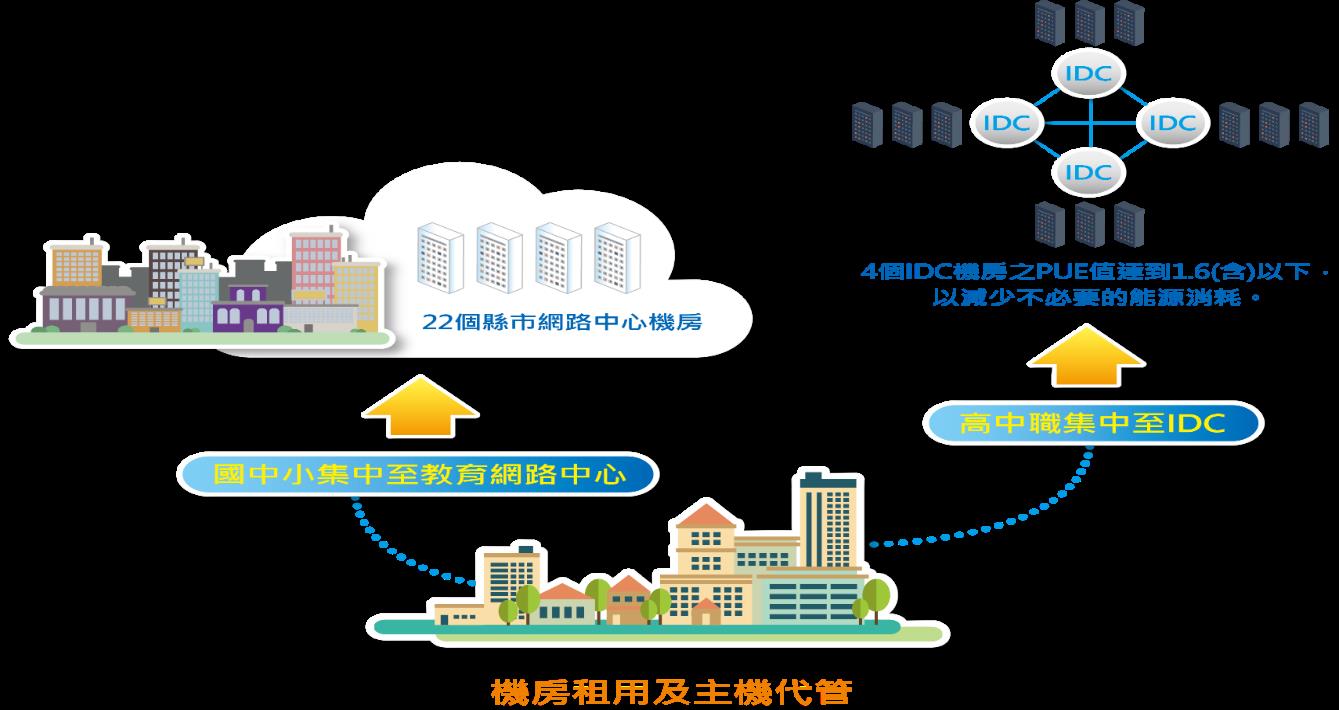 IDC
IDC
IDC
IDC
4個IDC機房之PUE值達到1.6(含)以下，
以減少不必要的能源消耗。
22個縣市網路中心機房
高中職集中至IDC
國中小集中至教育網路中心
機房租用及主機代管